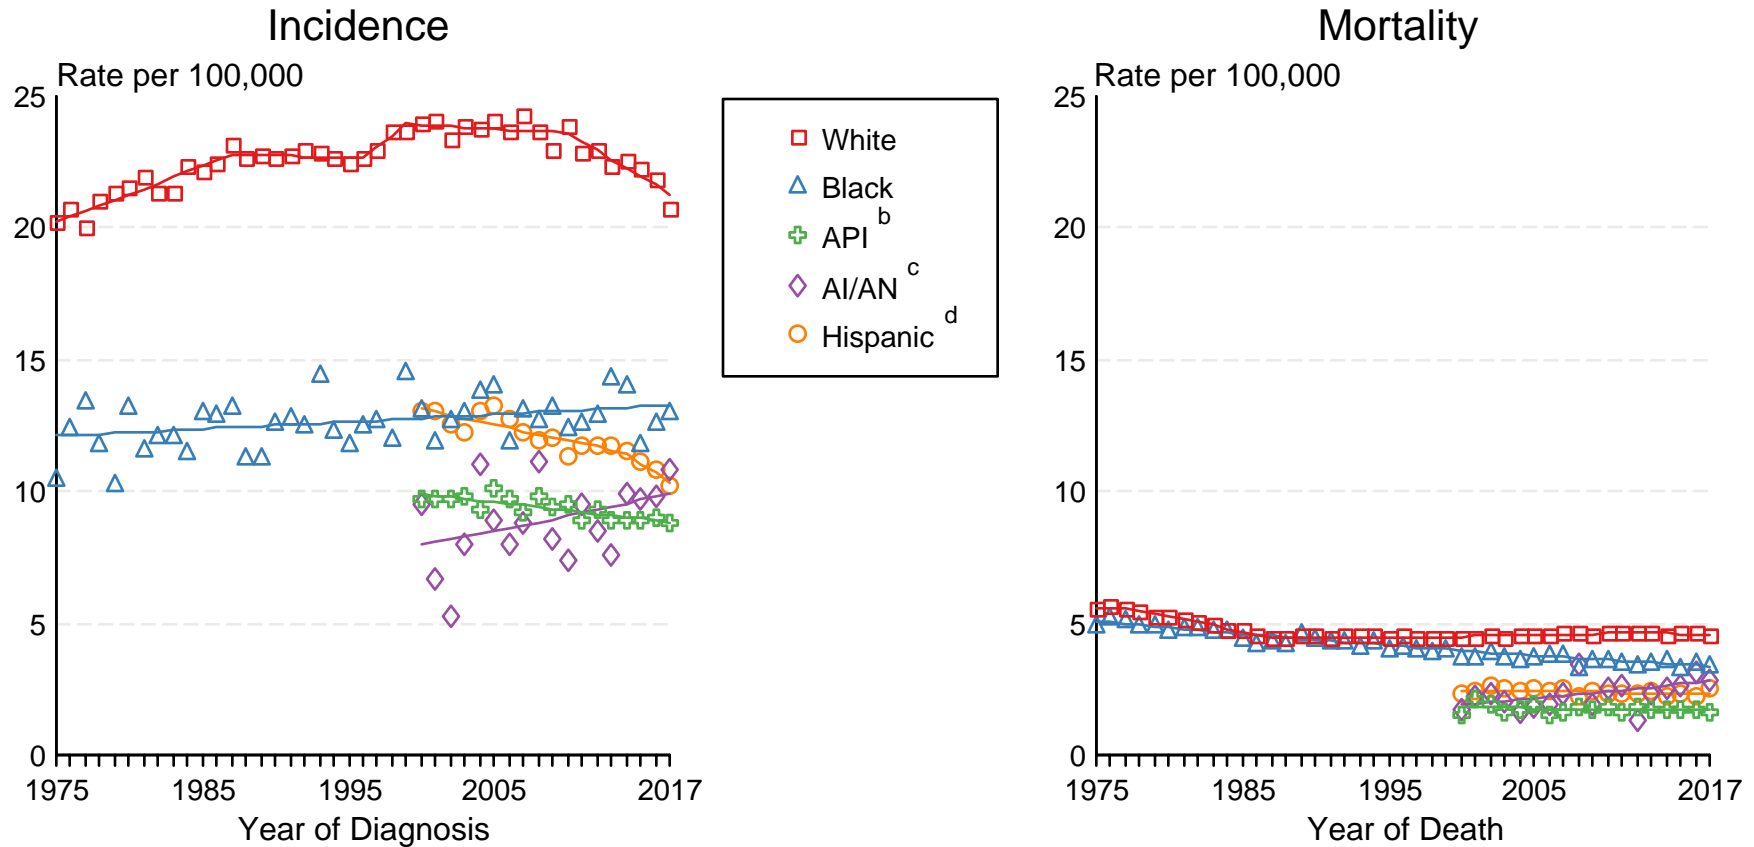 Incidence
Rate per 100,000
25
20
15
10
5
0
1975 1985 1995 2005 2017
Year of Diagnosis
White
Black
API b
AI/AN c
Hispanic d
Mortality
Rate per 100,000
25
20
15
10
5
0
1975 1985 1995 2005 2017
Year of Death